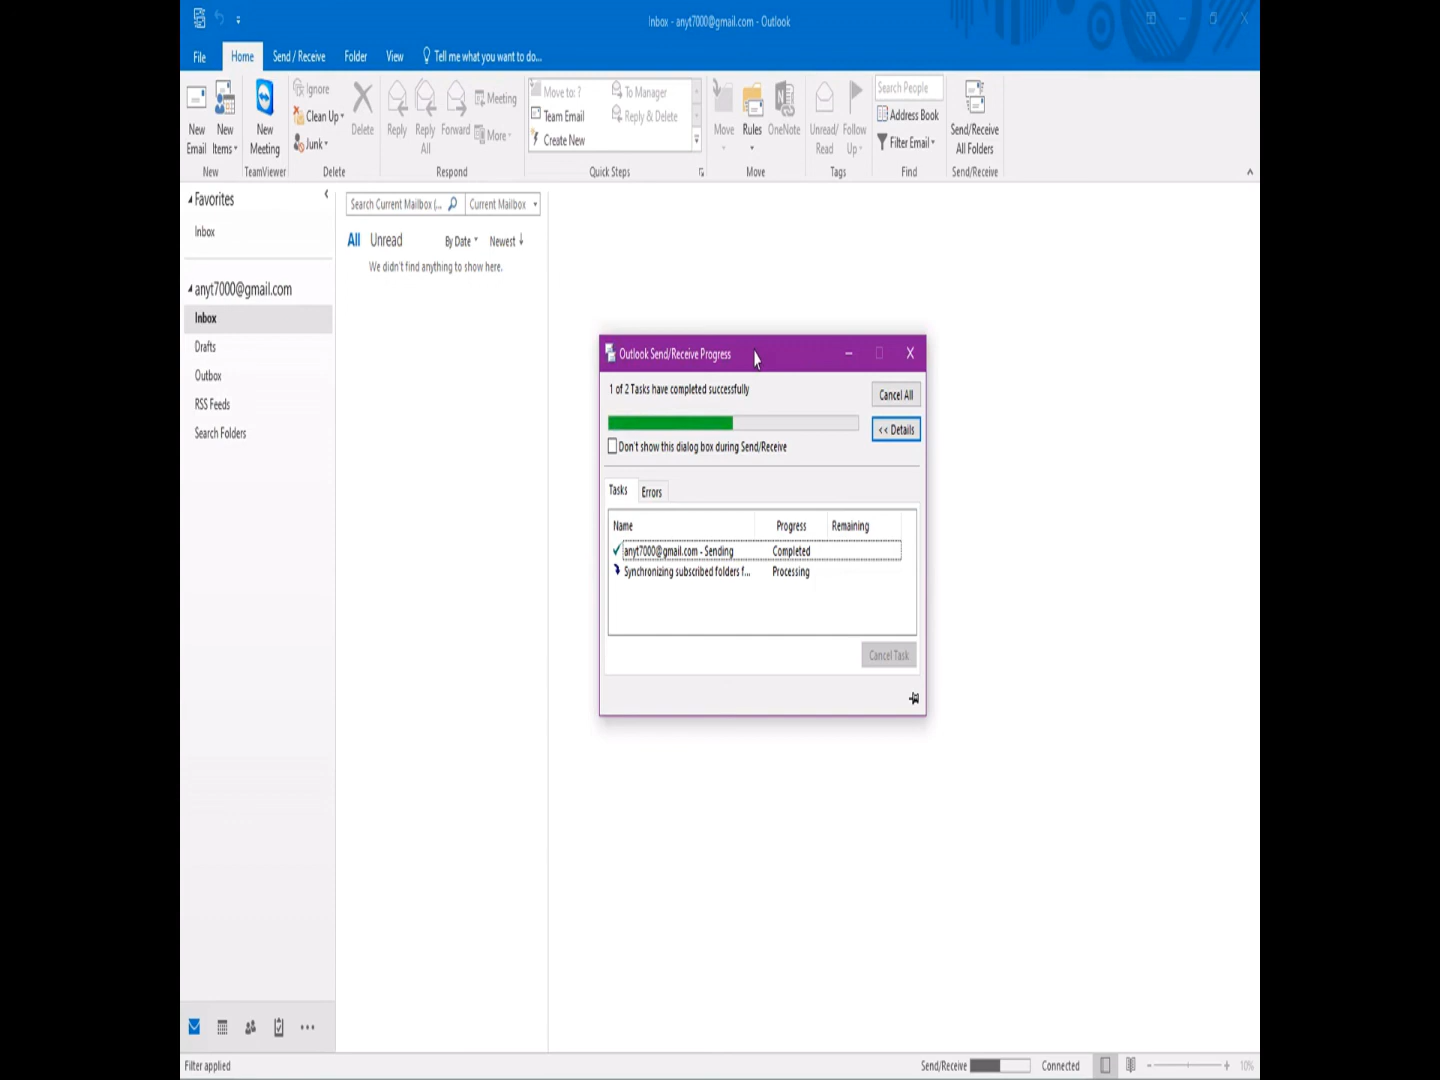 Inbox - anyt7000@gmail.com - Outlook
File Home Send / Receive Folder View Tell me what you want to do...
New Email
New Items
New Meeting
Ignore
Clean Up
Junk
Delete
Reply
Reply All
Forward
Meeting
More
Move to: ?
Team Email
Create New
To Manager
Reply & Delete
Move
Rules
OneNote
Unread/ Read
Follow Up
Search People
Address Book
Filter Email
Send/Receive All Folders
New TeamViewer Delete Respond Quick Steps Move Tags Find Send/Receive
Favorites
Inbox
anyt7000@gmail.com
Inbox
Drafts
Outbox
RSS Feeds
Search Folders
Search Current Mailbox (... Current Mailbox
All Unread By Date Newest
We didn't find anything to show here.
Outlook Send/Receive Progress
1 of 2 Tasks have completed successfully
Cancel All
<< Details
Don't show this dialog box during Send/Receive
Tasks Errors
Name Progress Remaining
anyt7000@gmail.com - Sending Completed
Synchronizing subscribed folders f... Processing
Cancel Task
Filter applied
Send/Receive Connected 10%